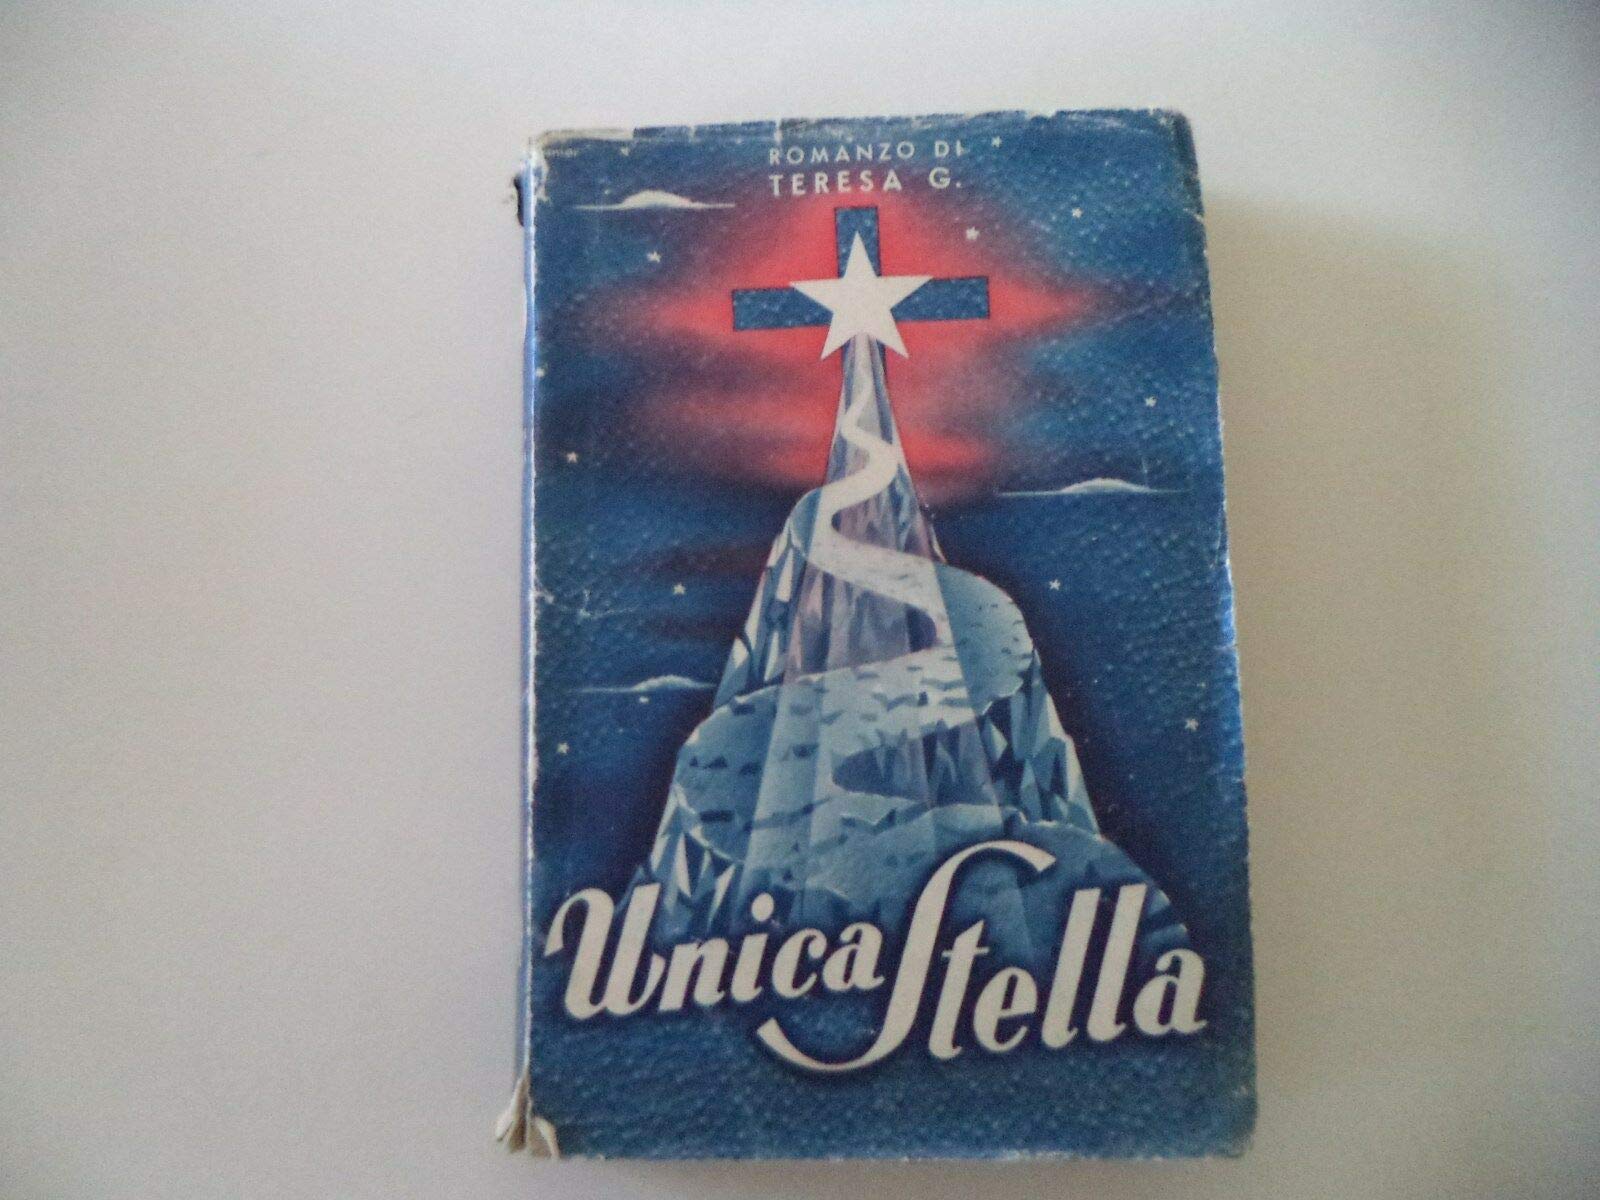 ROMANZO DI
TERESA G.
Unica Stella